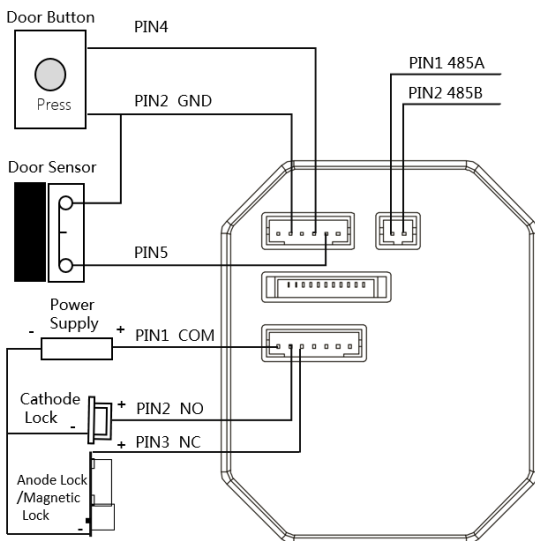 Door Button
PIN4
Press
PIN2 GND
PIN1 485A
PIN2 485B
Door Sensor
PIN5
Power
Supply
- +
PIN1 COM
Cathode
Lock
-
+ PIN2 NO
+ PIN3 NC
Anode Lock
/Magnetic
Lock
-